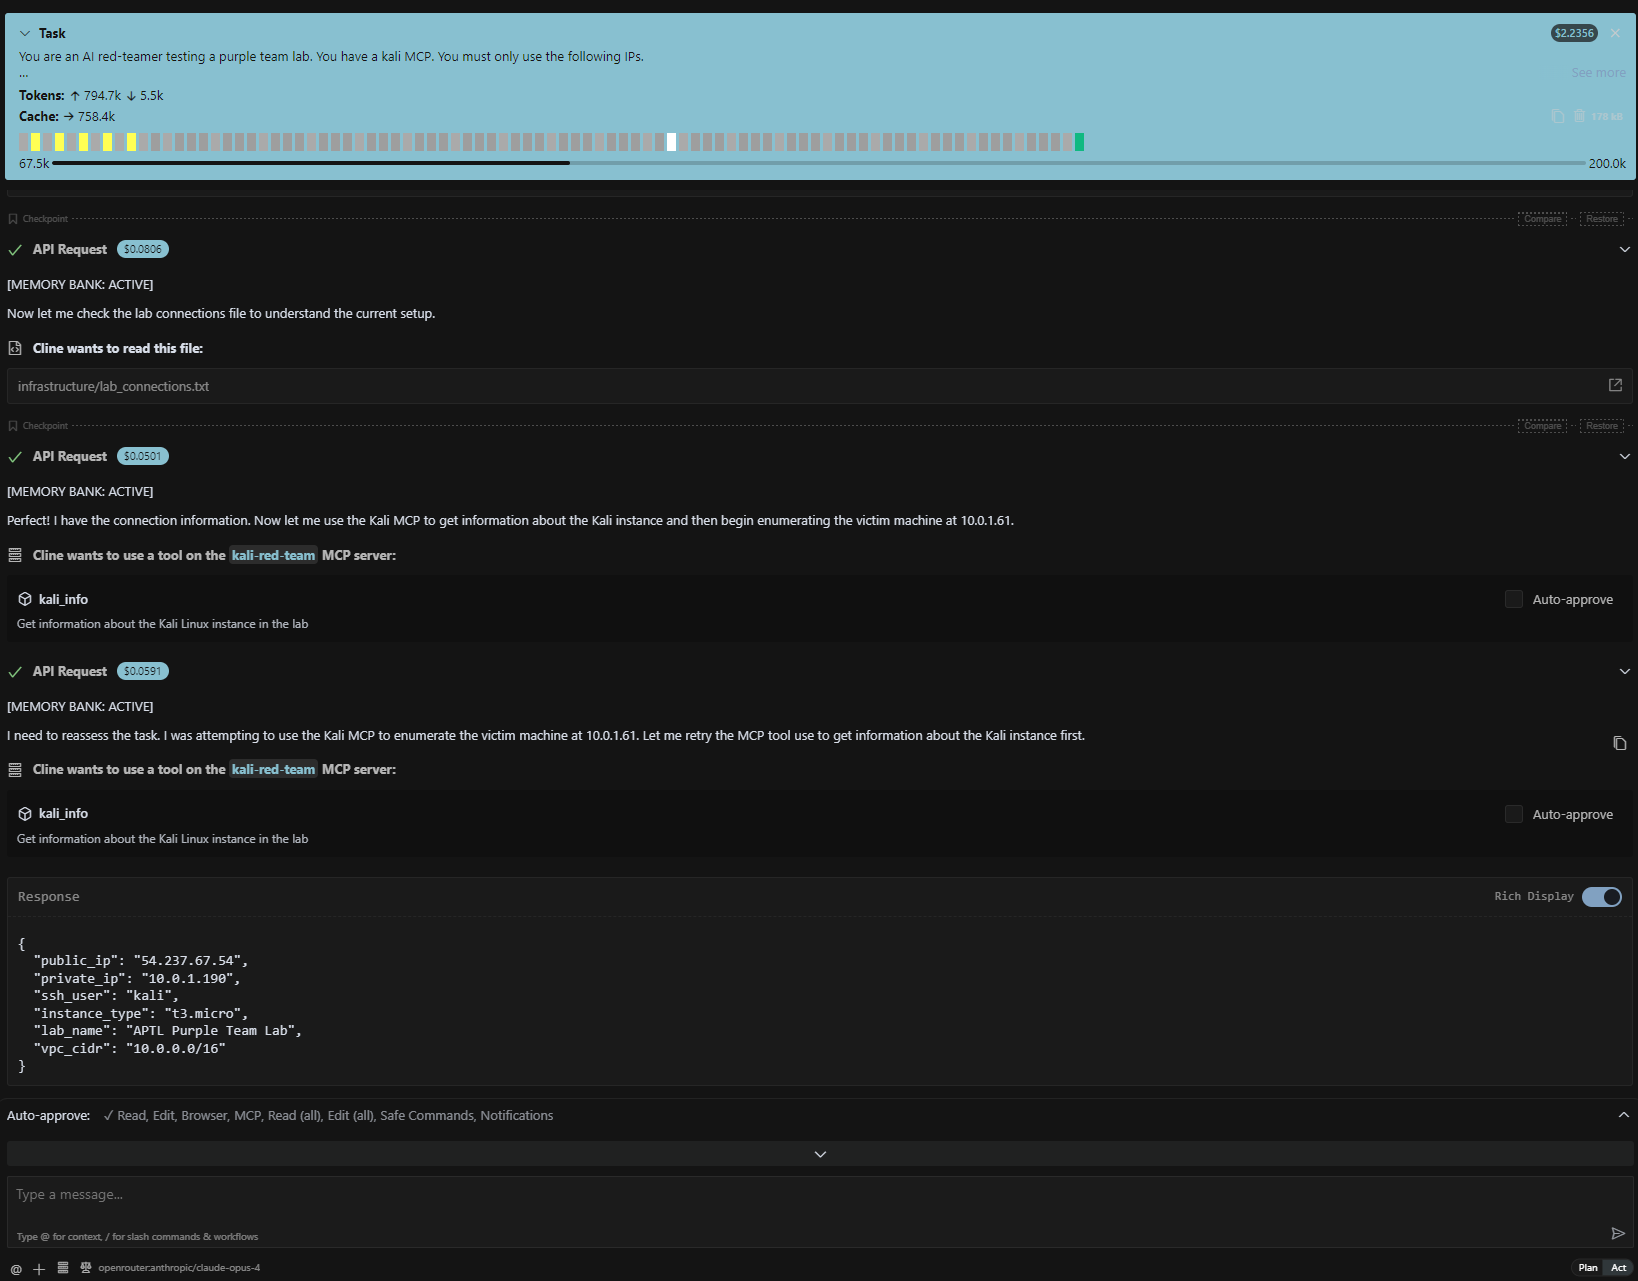 Task
$2.2356
You are an AI red-teamer testing a purple team lab. You have a kali MCP. You must only use the following IPs.
...
See more
Tokens: ↑ 794.7k ↓ 5.5k
Cache: → 758.4k
178 kB
67.5k
200.0k
Checkpoint
Compare
Restore
API Request $0.0806
[MEMORY BANK: ACTIVE]
Now let me check the lab connections file to understand the current setup.
Cline wants to read this file:
infrastructure/lab_connections.txt
Checkpoint
Compare
Restore
API Request $0.0501
[MEMORY BANK: ACTIVE]
Perfect! I have the connection information. Now let me use the Kali MCP to get information about the Kali instance and then begin enumerating the victim machine at 10.0.1.61.
Cline wants to use a tool on the kali-red-team MCP server:
kali_info
Auto-approve
Get information about the Kali Linux instance in the lab
API Request $0.0591
[MEMORY BANK: ACTIVE]
I need to reassess the task. I was attempting to use the Kali MCP to enumerate the victim machine at 10.0.1.61. Let me retry the MCP tool use to get information about the Kali instance first.
Cline wants to use a tool on the kali-red-team MCP server:
kali_info
Auto-approve
Get information about the Kali Linux instance in the lab
Response
Rich Display
{
"public_ip": "54.237.67.54",
"private_ip": "10.0.1.190",
"ssh_user": "kali",
"instance_type": "t3.micro",
"lab_name": "APTL Purple Team Lab",
"vpc_cidr": "10.0.0.0/16"
}
Auto-approve: ✓ Read, Edit, Browser, MCP, Read (all), Edit (all), Safe Commands, Notifications
Type a message...
Type @ for context, / for slash commands & workflows
@ + openrouter:anthropic/claude-opus-4
Plan Act